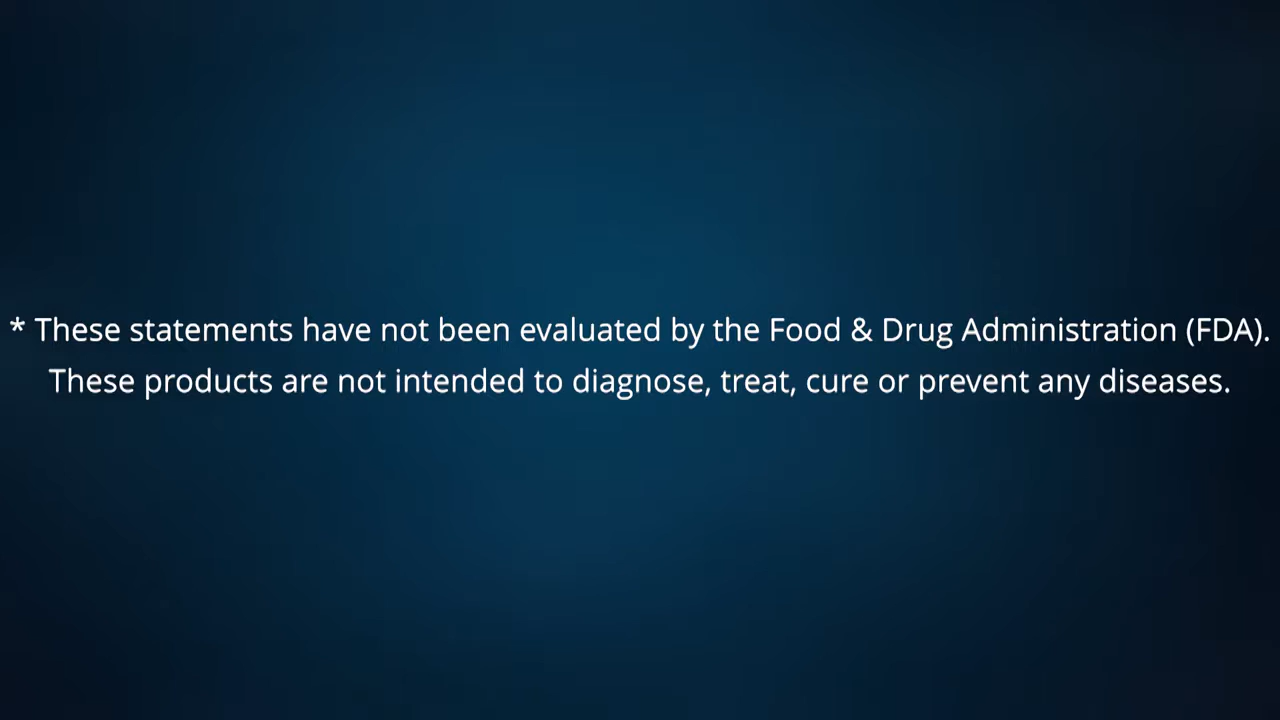 * These statements have not been evaluated by the Food & Drug Administration (FDA).
These products are not intended to diagnose, treat, cure or prevent any diseases.